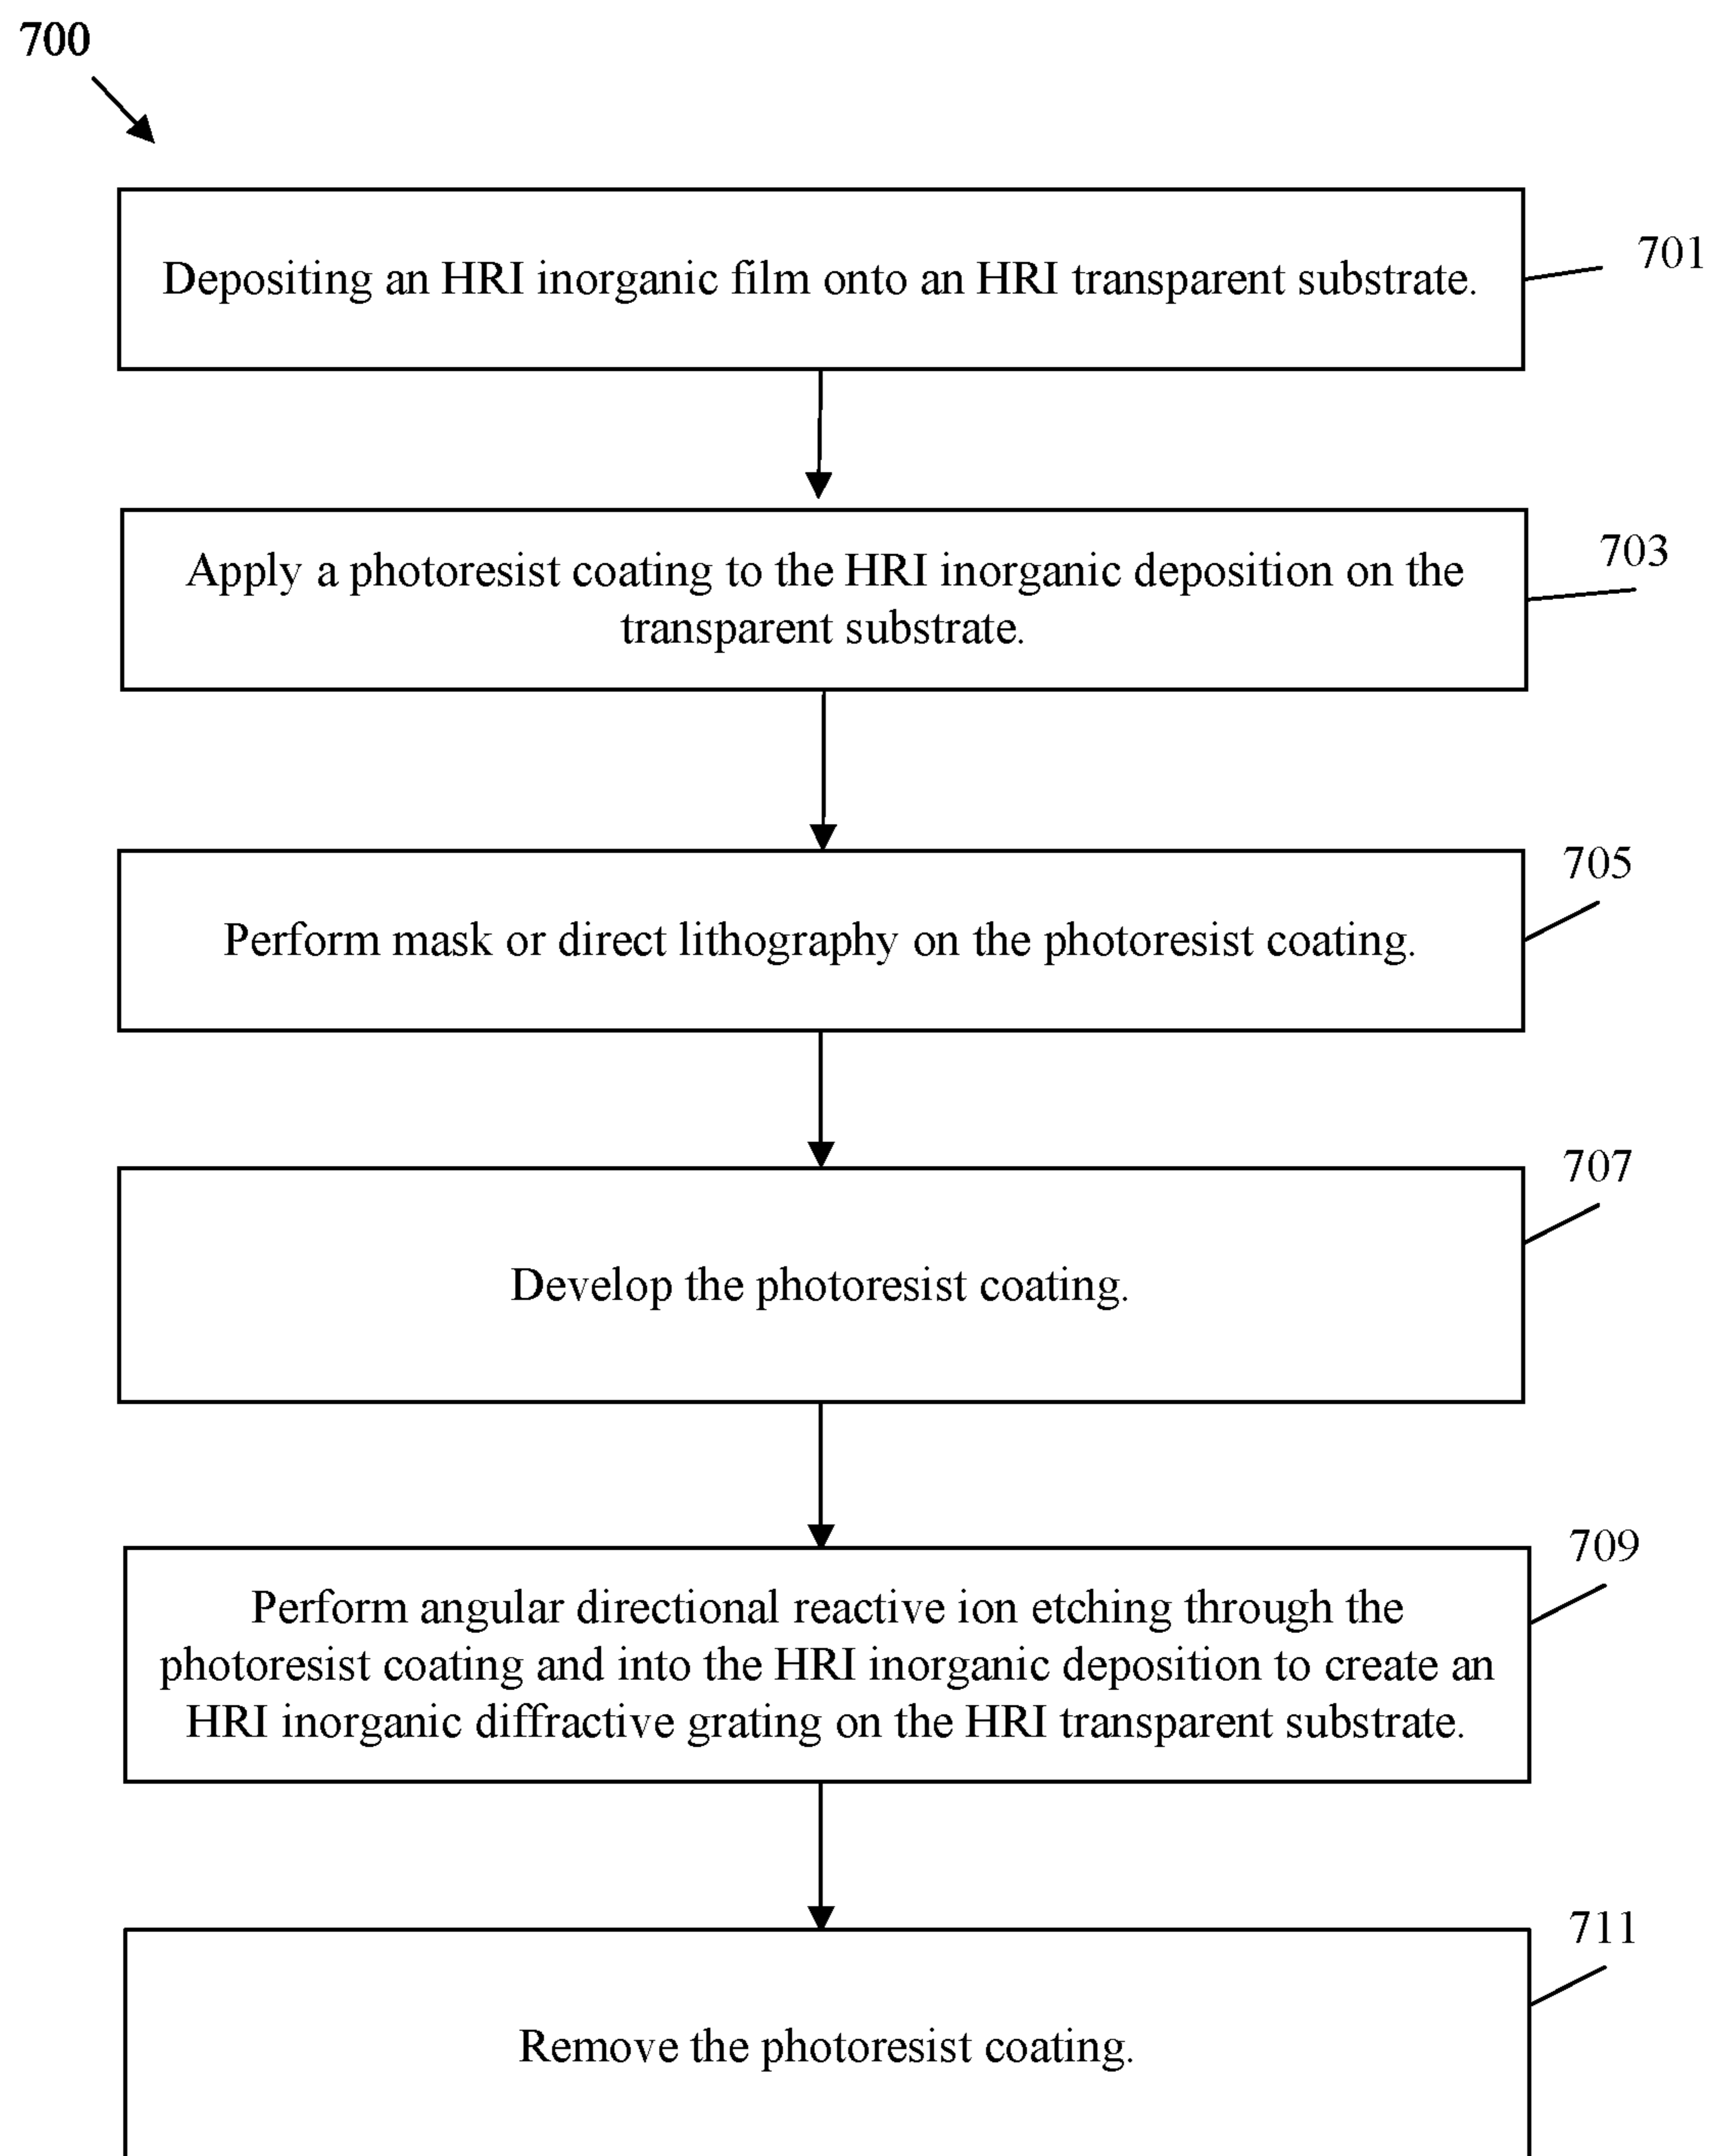 700
Depositing an HRI inorganic film onto an HRI transparent substrate.
701
Apply a photoresist coating to the HRI inorganic deposition on the
transparent substrate.
703
Perform mask or direct lithography on the photoresist coating.
705
Develop the photoresist coating.
707
Perform angular directional reactive ion etching through the
photoresist coating and into the HRI inorganic deposition to create an
HRI inorganic diffractive grating on the HRI transparent substrate.
709
Remove the photoresist coating.
711